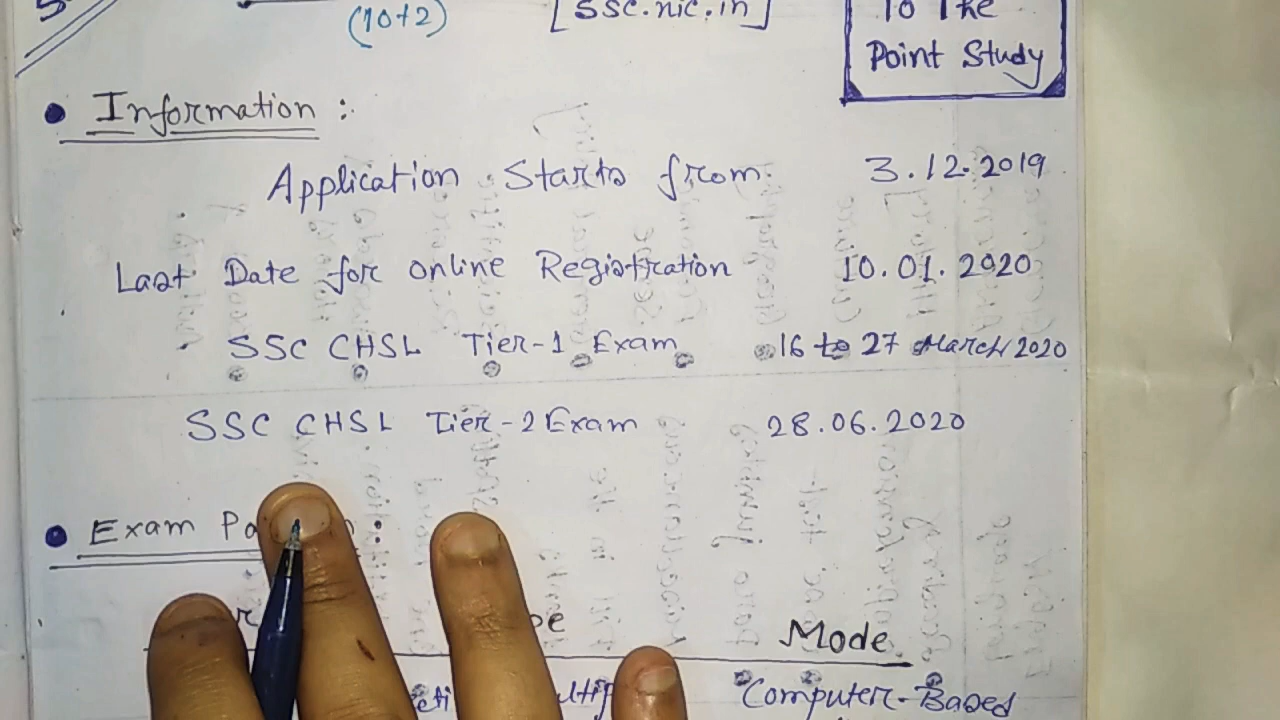 (10+2)
[ssc.nic.in]
To The
Point Study
• Information :
Application Starts from 3.12.2019
Last Date for online Registration 10.01.2020
SSC CHSL Tier-1 Exam 16 to 27 March 2020
SSC CHSL Tier-2 Exam 28.06.2020
• Exam
Mode
Computer-Based